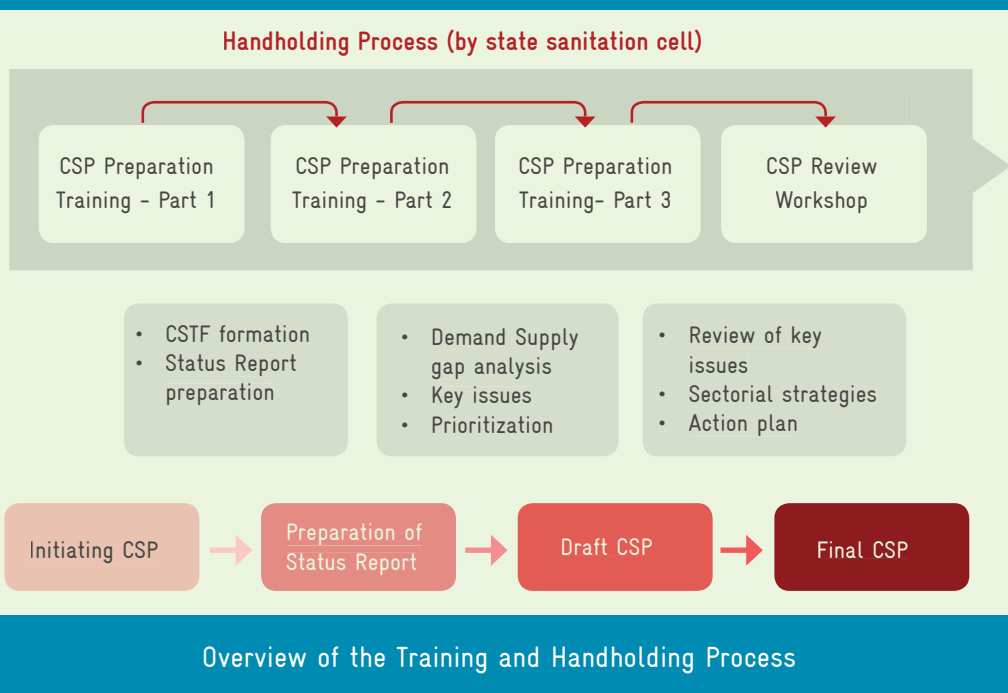 Handholding Process (by state sanitation cell)
CSP Preparation
Training - Part 1
CSP Preparation
Training - Part 2
CSP Preparation
Training- Part 3
CSP Review
Workshop
• CSTF formation
• Status Report
preparation
• Demand Supply
gap analysis
• Key issues
• Prioritization
• Review of key
issues
• Sectorial strategies
• Action plan
Initiating CSP
Preparation of
Status Report
Draft CSP
Final CSP
Overview of the Training and Handholding Process